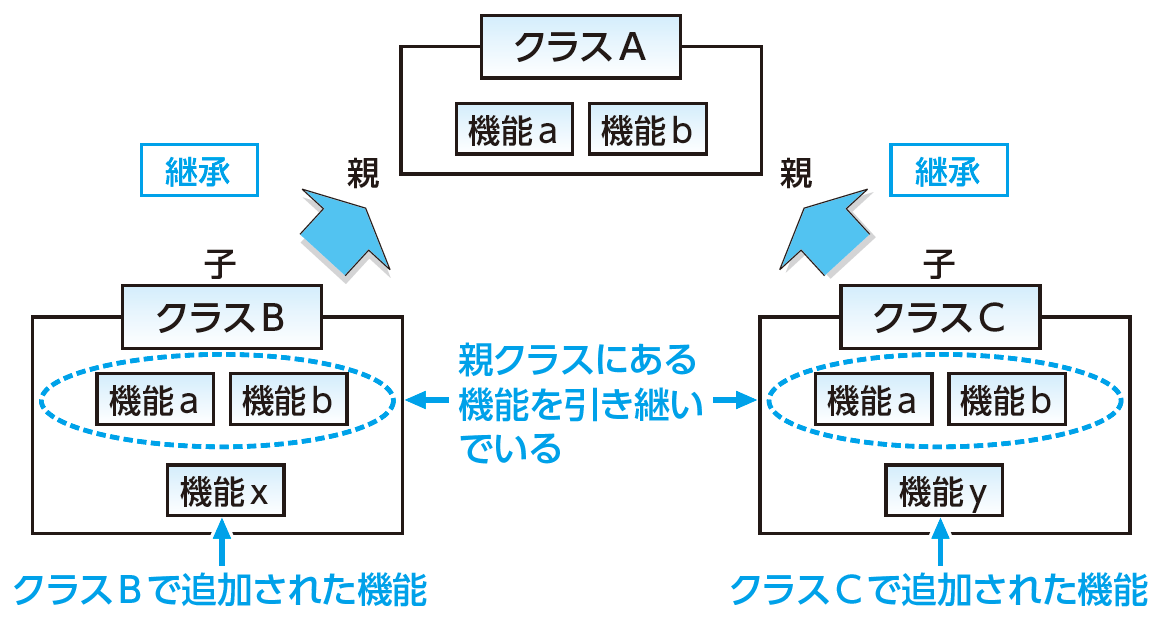 クラスA
機能a
機能b
継承
親
親
継承
子
子
クラスB
クラスC
機能a
機能b
親クラスにある
機能を引き継い
でいる
機能a
機能b
機能x
機能y
クラスBで追加された機能
クラスCで追加された機能